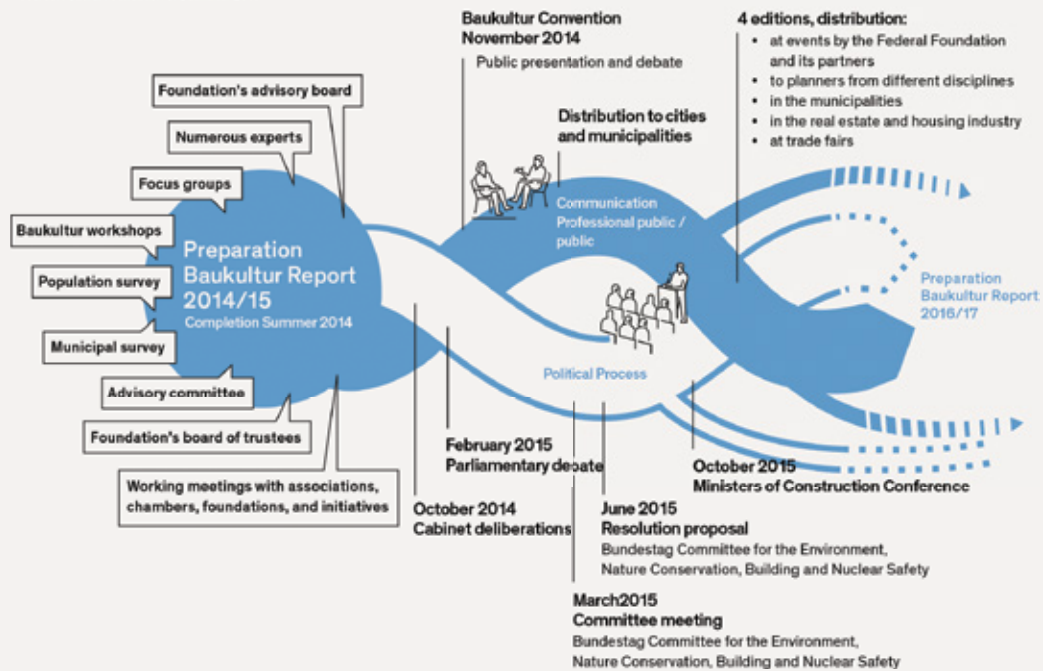 Foundation's advisory board
Numerous experts
Focus groups
Baukultur workshops
Population survey
Municipal survey
Advisory committee
Foundation's board of trustees
Working meetings with associations,
chambers, foundations, and initiatives
Preparation
Baukultur Report
2014/15
Completion Summer 2014
Baukultur Convention
November 2014
Public presentation and debate
Distribution to cities
and municipalities
Communication
Professional public /
public
4 editions, distribution:
• at events by the Federal Foundation
and its partners
• to planners from different disciplines
• in the municipalities
• in the real estate and housing industry
• at trade fairs
Preparation
Baukultur Report
2016/17
Political Process
October 2014
Cabinet deliberations
February 2015
Parliamentary debate
March2015
Committee meeting
Bundestag Committee for the Environment,
Nature Conservation, Building and Nuclear Safety
June 2015
Resolution proposal
Bundestag Committee for the Environment,
Nature Conservation, Building and Nuclear Safety
October 2015
Ministers of Construction Conference